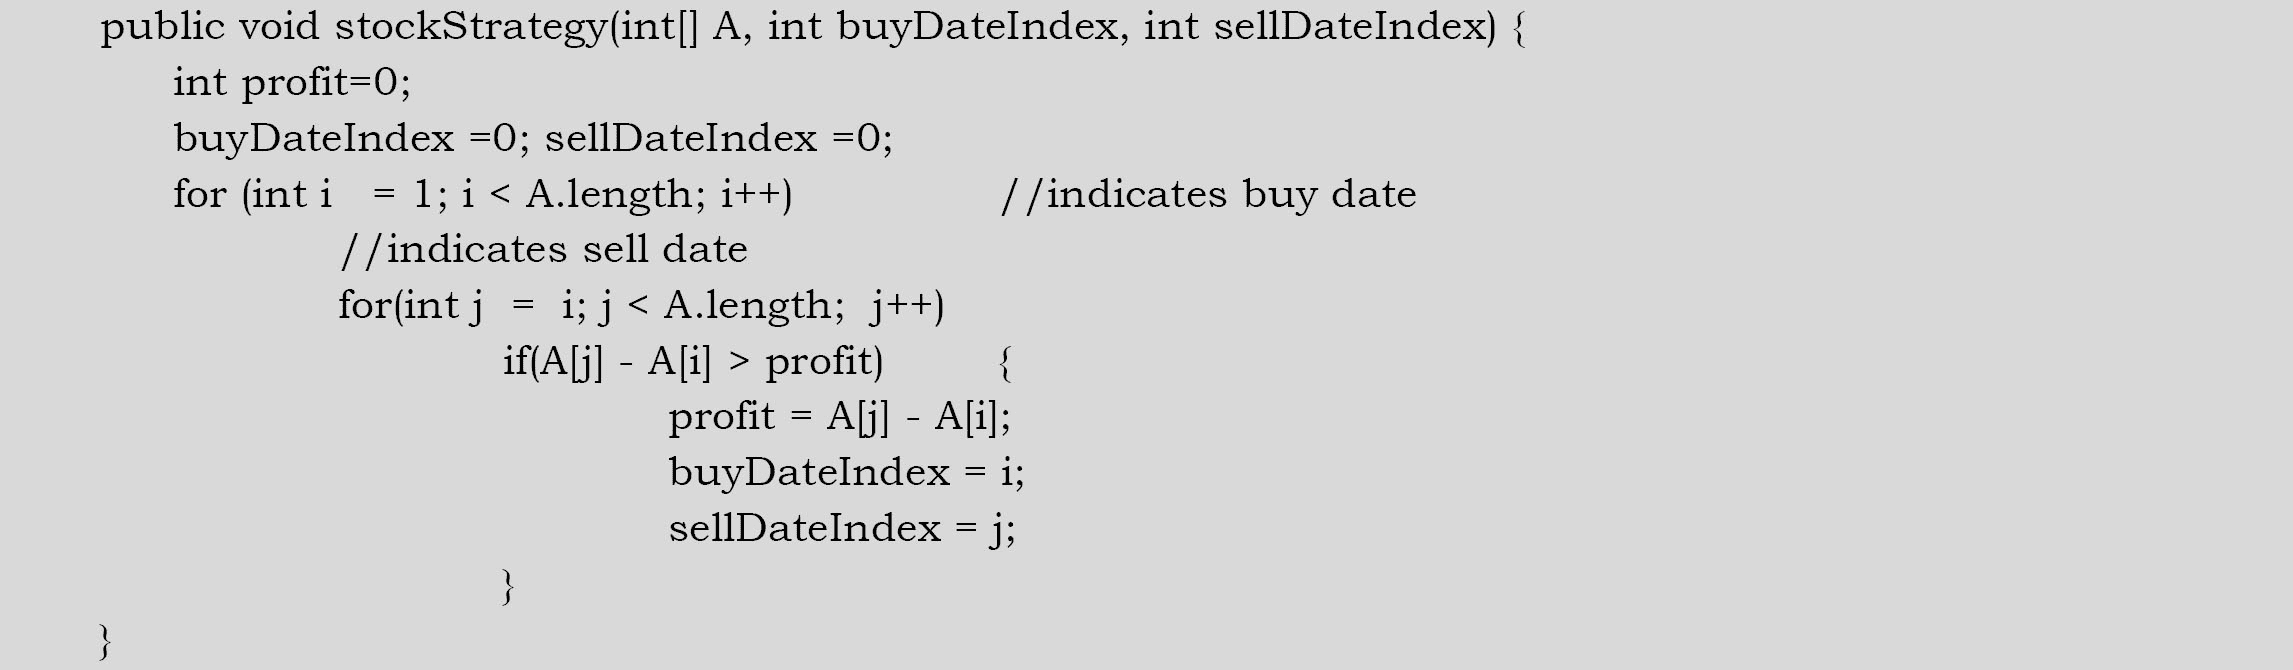 public void stockStrategy(int[] A, int buyDateIndex, int sellDateIndex) {
int profit=0;
buyDateIndex =0; sellDateIndex =0;
for (int i = 1; i < A.length; i++) //indicates buy date
//indicates sell date
for(int j = i; j < A.length; j++)
if(A[j] - A[i] > profit) {
profit = A[j] - A[i];
buyDateIndex = i;
sellDateIndex = j;
}
}